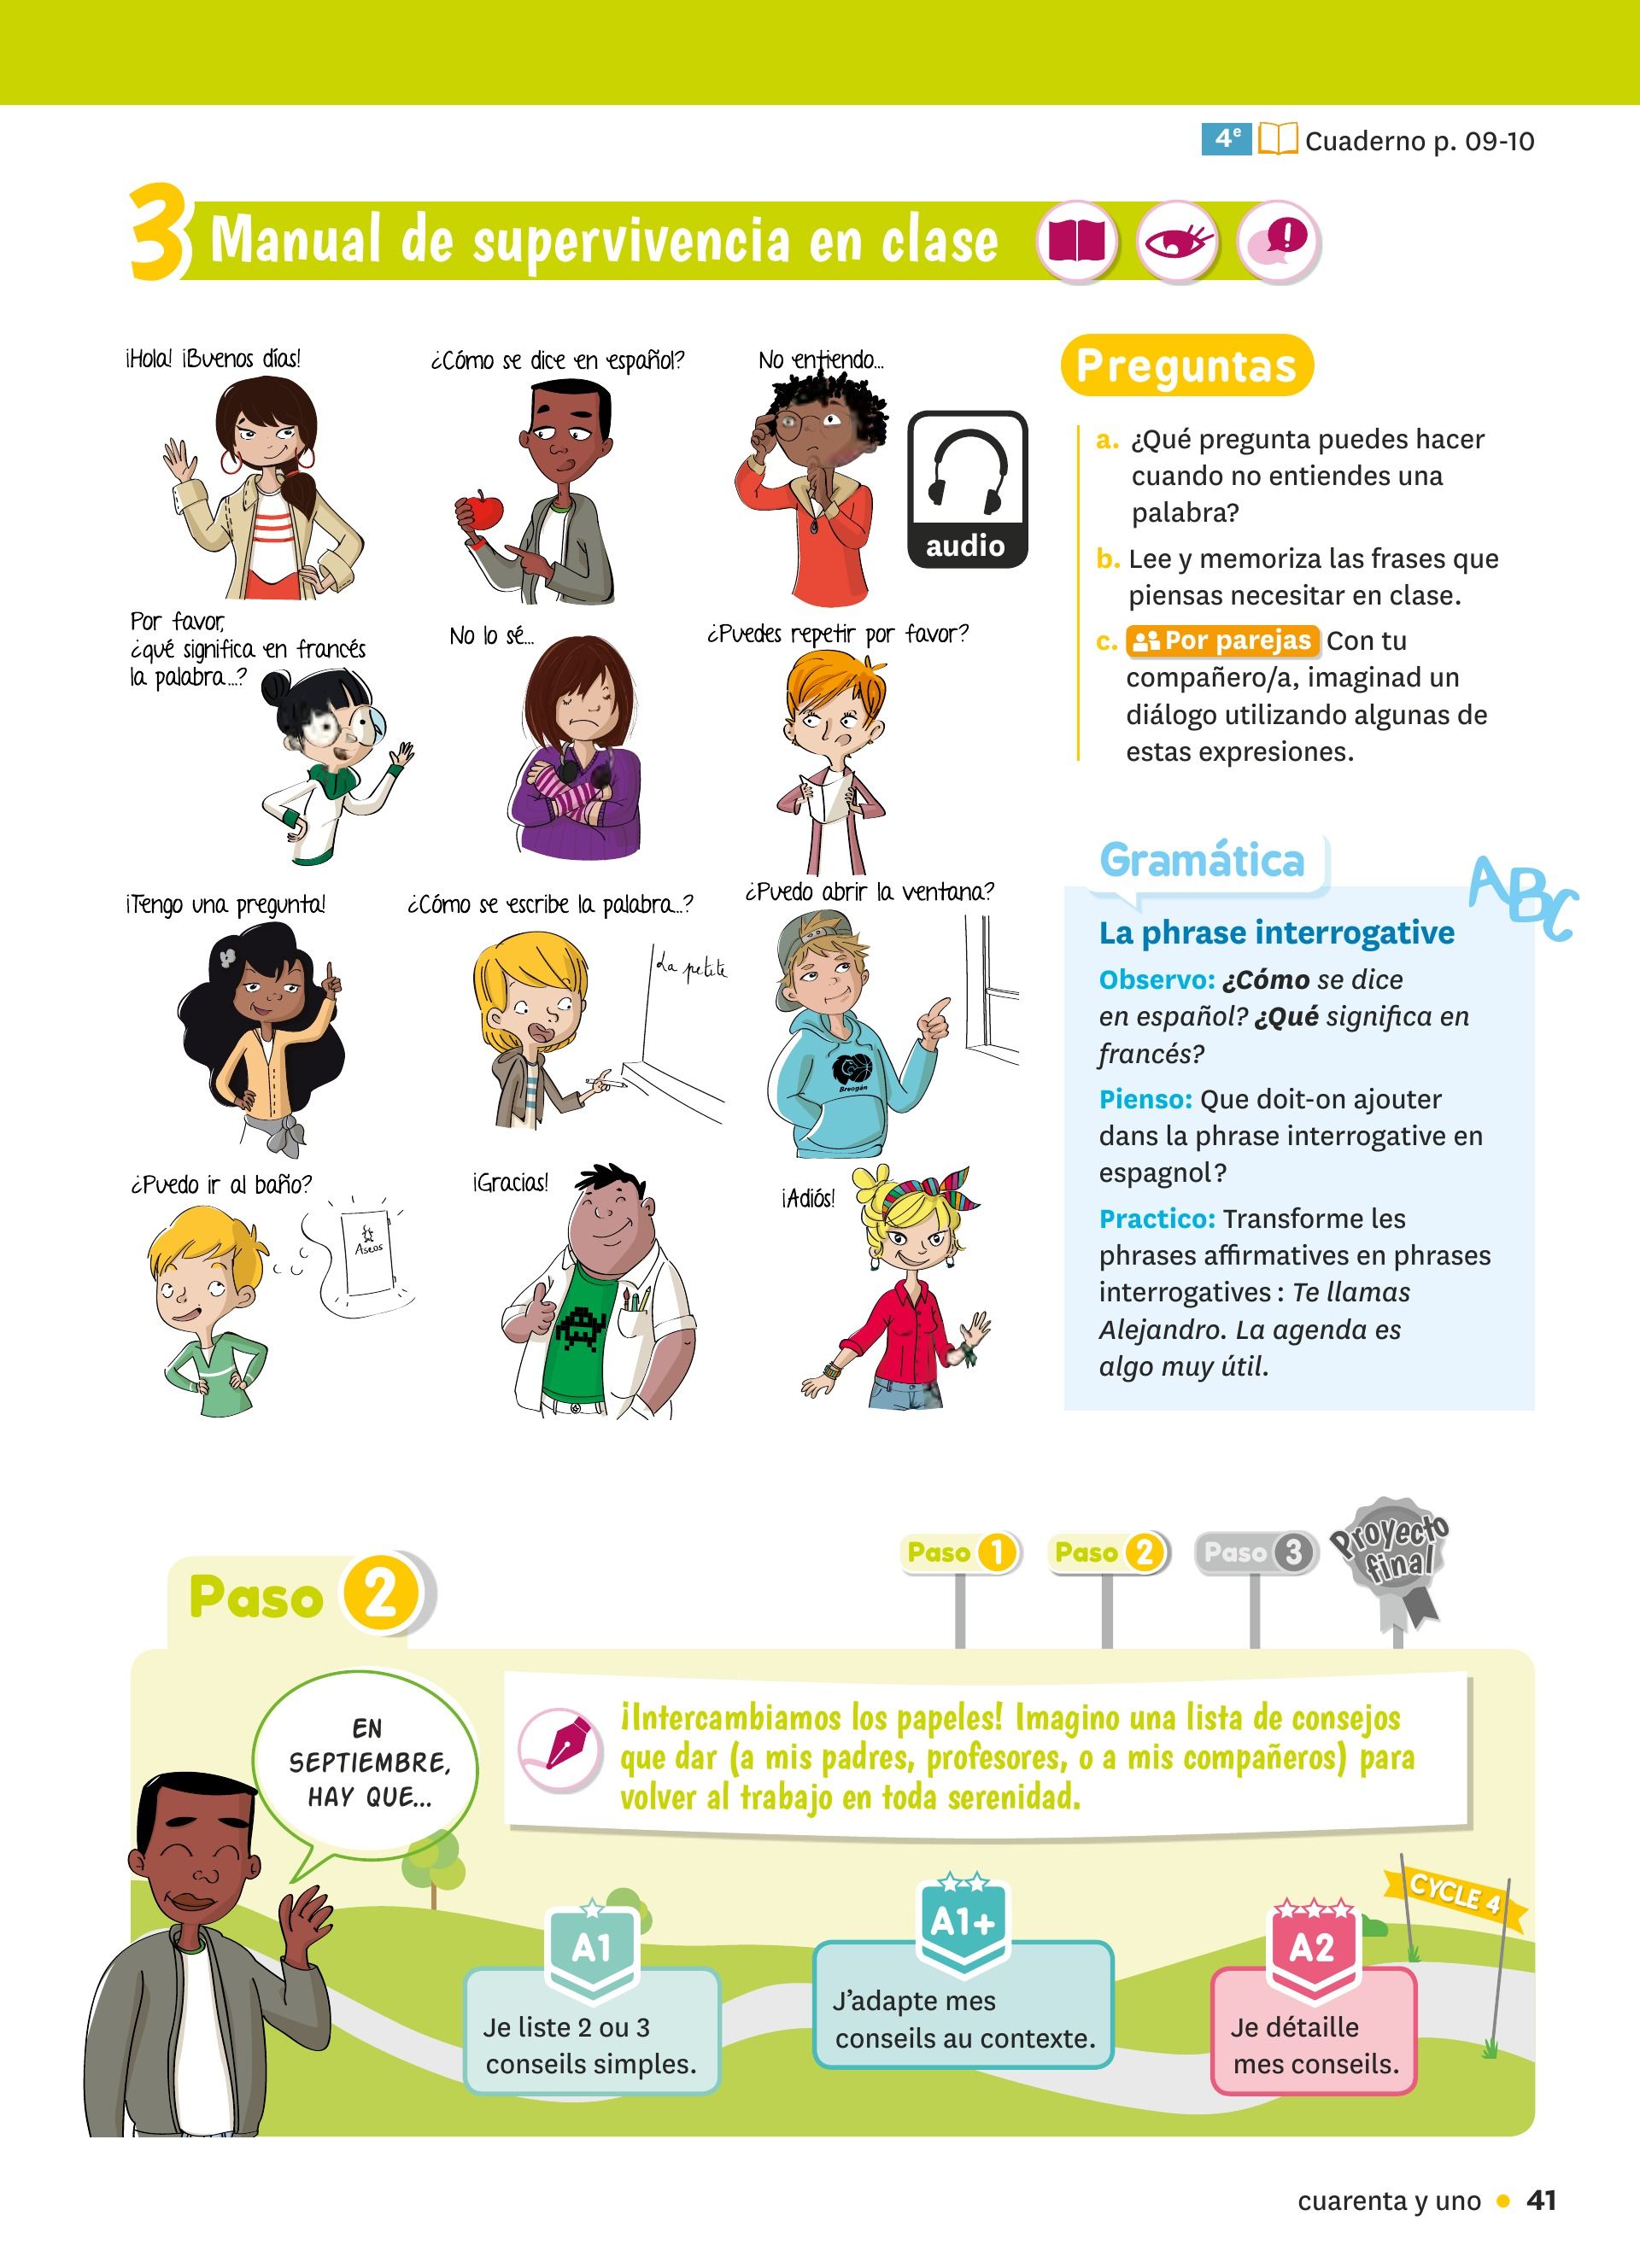 4e Cuaderno p. 09-10
3 Manual de supervivencia en clase
¡Hola! ¡Buenos días!
¿Cómo se dice en español?
No entiendo...
audio
Por favor,
¿qué significa en francés
la palabra...?
No lo sé...
¿Puedes repetir por favor?
¡Tengo una pregunta!
¿Cómo se escribe la palabra...?
La petite
¿Puedo abrir la ventana?
Breogán
¿Puedo ir al baño?
Aseos
¡Gracias!
¡Adiós!
Preguntas
a. ¿Qué pregunta puedes hacer
cuando no entiendes una
palabra?
b. Lee y memoriza las frases que
piensas necesitar en clase.
c. Por parejas Con tu
compañero/a, imaginad un
diálogo utilizando algunas de
estas expresiones.
Gramática
ABC
La phrase interrogative
Observo: ¿Cómo se dice
en español? ¿Qué significa en
francés?
Pienso: Que doit-on ajouter
dans la phrase interrogative en
espagnol ?
Practico: Transforme les
phrases affirmatives en phrases
interrogatives : Te llamas
Alejandro. La agenda es
algo muy útil.
Paso 1
Paso 2
Paso 3
Proyecto
final
Paso 2
EN
SEPTIEMBRE,
HAY QUE...
¡Intercambiamos los papeles! Imagino una lista de consejos
que dar (a mis padres, profesores, o a mis compañeros) para
volver al trabajo en toda serenidad.
A1
Je liste 2 ou 3
conseils simples.
A1+
J'adapte mes
conseils au contexte.
A2
Je détaille
mes conseils.
CYCLE 4
cuarenta y uno • 41